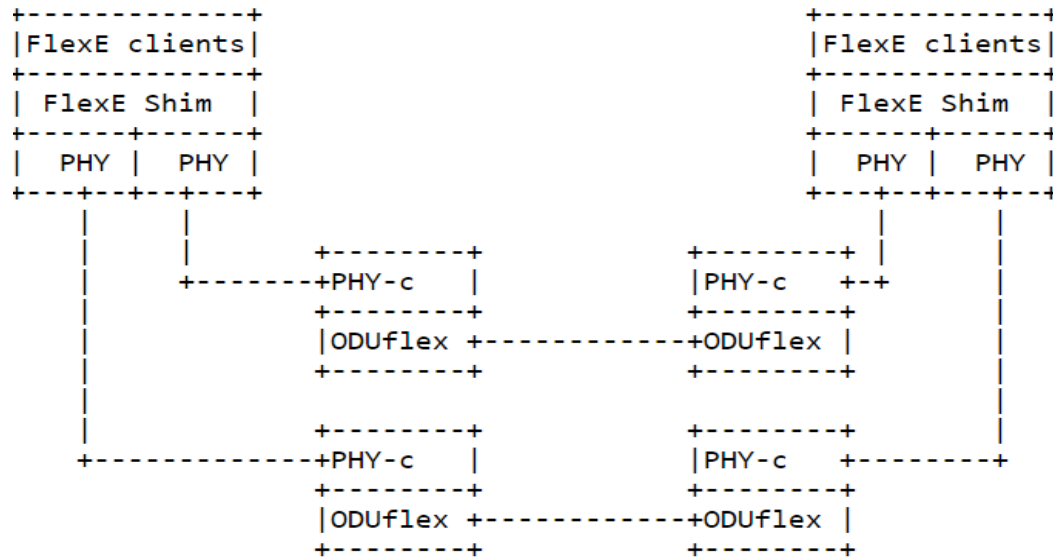 FlexE clients FlexE clients
FlexE Shim FlexE Shim
PHY PHY PHY PHY
PHY-c PHY-c
ODUflex ODUflex
PHY-c PHY-c
ODUflex ODUflex